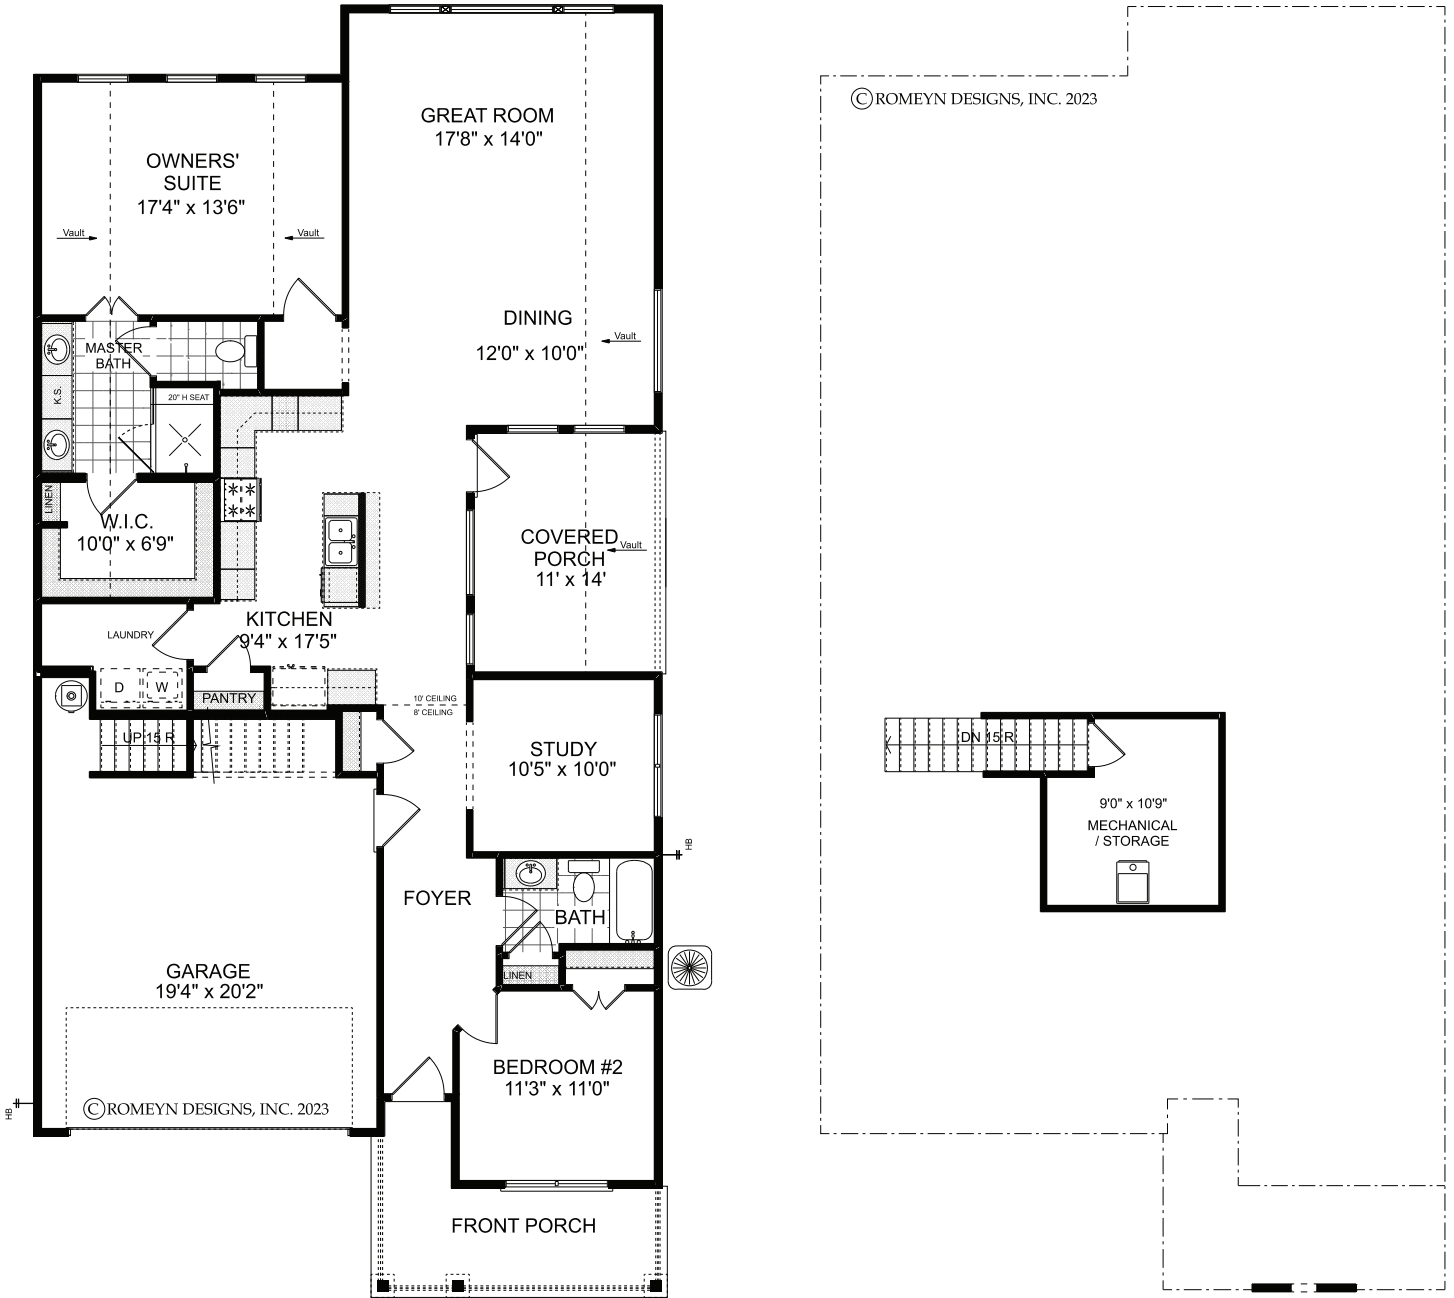 © ROMEYN DESIGNS, INC. 2023
GREAT ROOM
17'8" x 14'0"
OWNERS'
SUITE
17'4" x 13'6"
Vault
Vault
DINING
12'0" x 10'0"
Vault
MASTER
BATH
K.S.
20" H SEAT
LINEN
W.I.C.
10'0" x 6'9"
COVERED
PORCH
11' x 14'
Vault
KITCHEN
9'4" x 17'5"
LAUNDRY
D
W
PANTRY
10' CEILING
8' CEILING
UP 15 R
STUDY
10'5" x 10'0"
DN 15 R
9'0" x 10'9"
MECHANICAL
/ STORAGE
HB
FOYER
BATH
LINEN
GARAGE
19'4" x 20'2"
BEDROOM #2
11'3" x 11'0"
© ROMEYN DESIGNS, INC. 2023
HB
FRONT PORCH